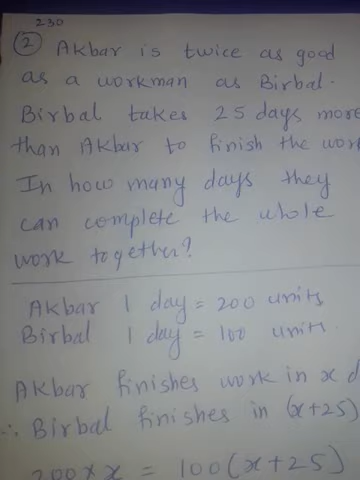 230
2 Akbar is twice as good
as a workman as Birbal.
Birbal takes 25 days more
than Akbar to finish the wor
In how many days they
can complete the whole
work together?
Akbar 1 day = 200 units
Birbal 1 day = 100 units.
Akbar finishes work in x d
∴ Birbal finishes in (x+25)
200 × x = 100 (x+25)